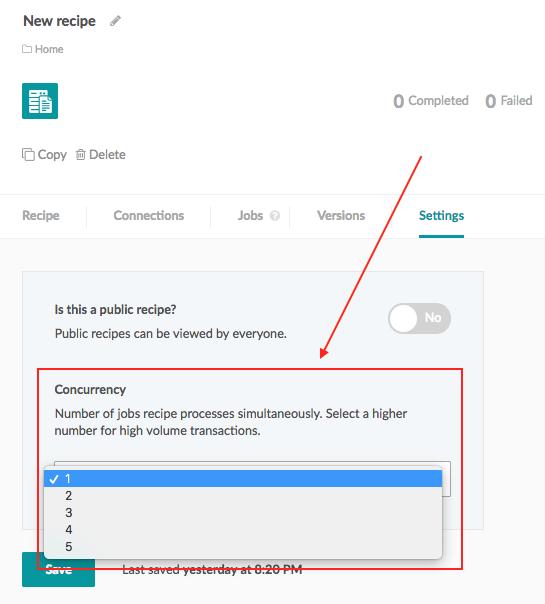 New recipe
Home
0 Completed 0 Failed
Copy Delete
Recipe Connections Jobs ? Versions Settings
Is this a public recipe?
No
Public recipes can be viewed by everyone.
Concurrency
Number of jobs recipe processes simultaneously. Select a higher
number for high volume transactions.
✓ 1
2
3
4
5
Save Last saved yesterday at 8:20 PM